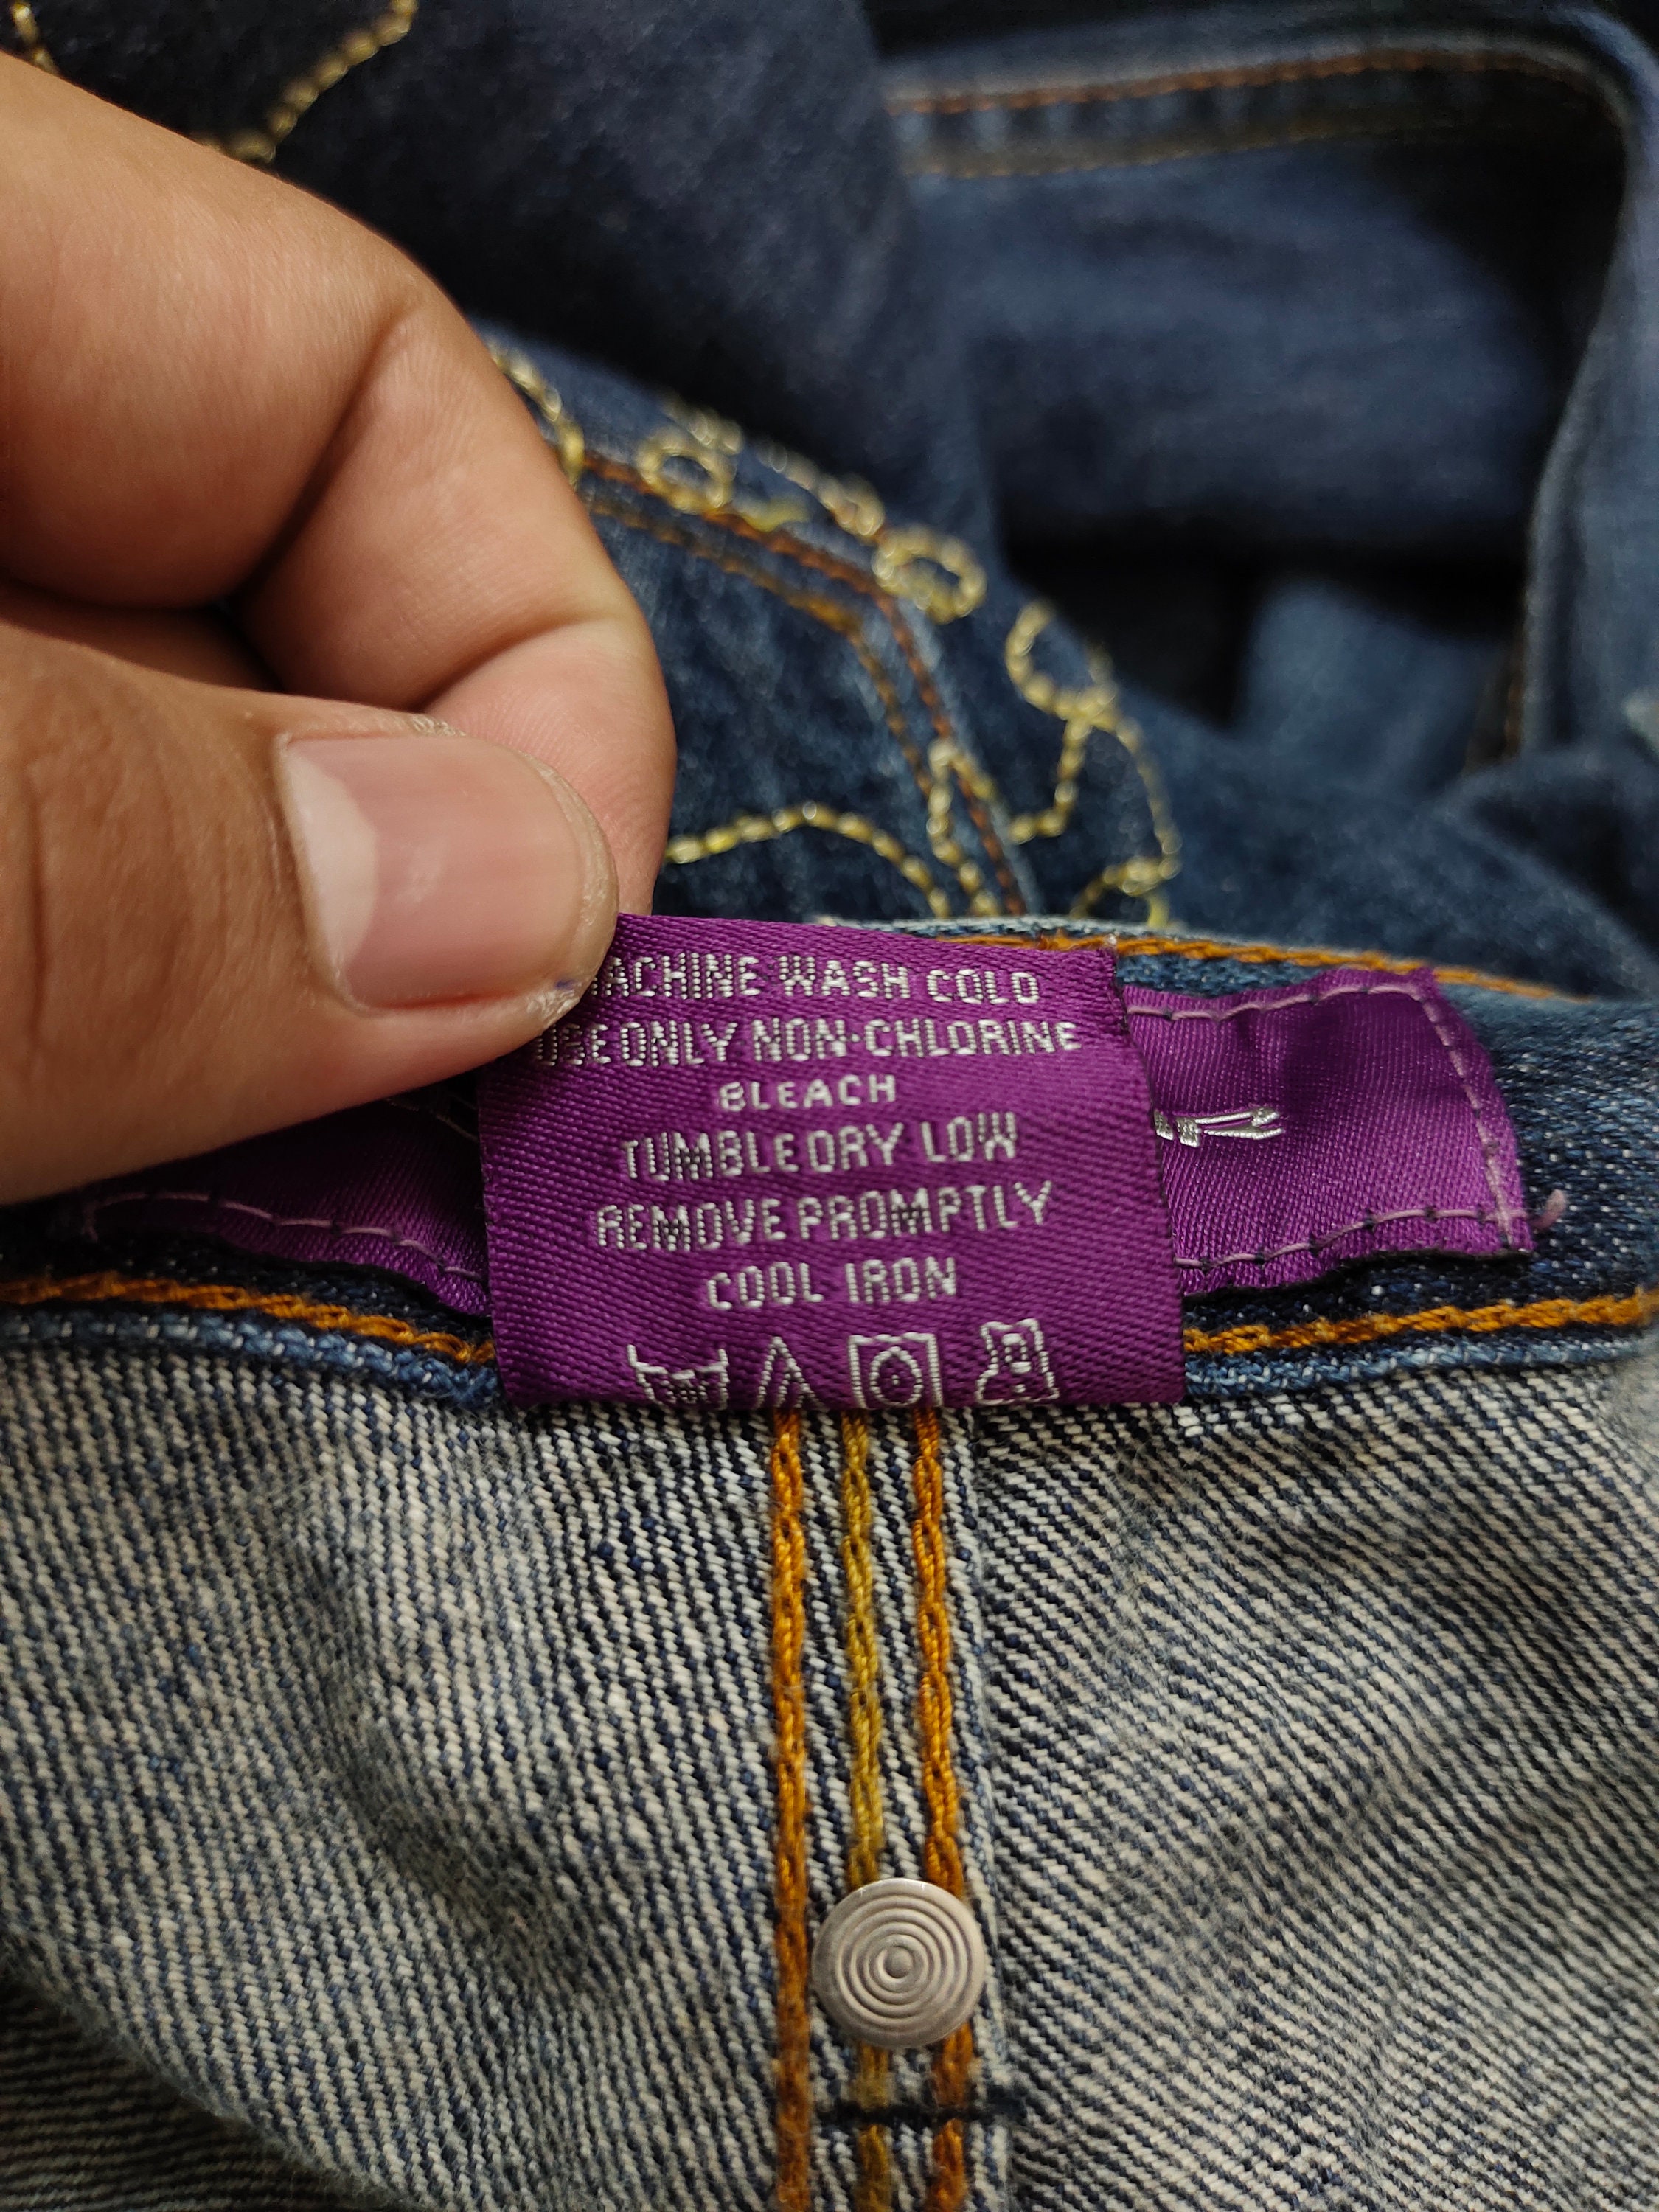 MACHINE WASH COLD
USE ONLY NON-CHLORINE
BLEACH
TUMBLE DRY LOW
REMOVE PROMPTLY
COOL IRON